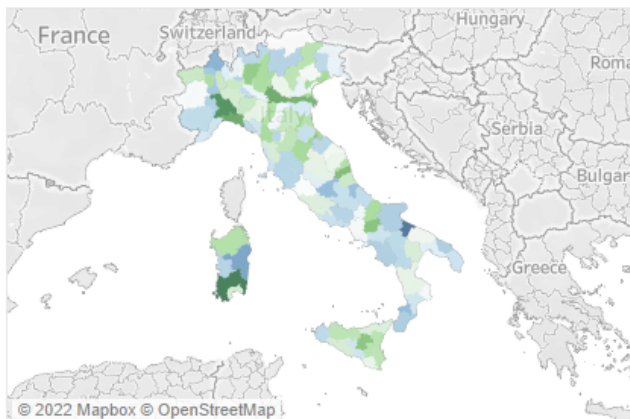 France
Switzerland
Hungary
Roma
Italy
Serbia
Bulgar
Greece
© 2022 Mapbox © OpenStreetMap